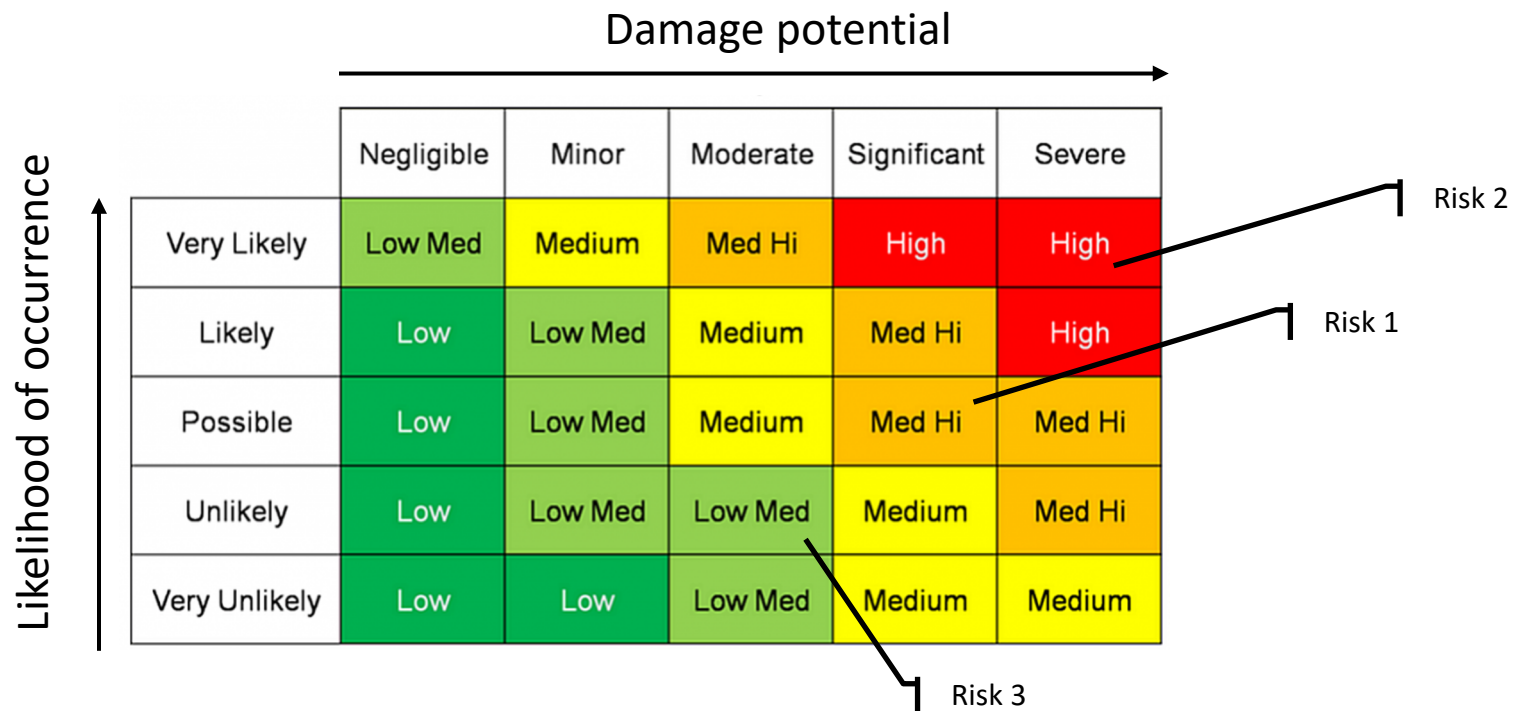 Damage potential
Likelihood of occurrence
Negligible Minor Moderate Significant Severe
Very Likely Low Med Medium Med Hi High High
Risk 2
Likely Low Low Med Medium Med Hi High
Risk 1
Possible Low Low Med Medium Med Hi Med Hi
Unlikely Low Low Med Low Med Medium Med Hi
Very Unlikely Low Low Low Med Medium Medium
Risk 3